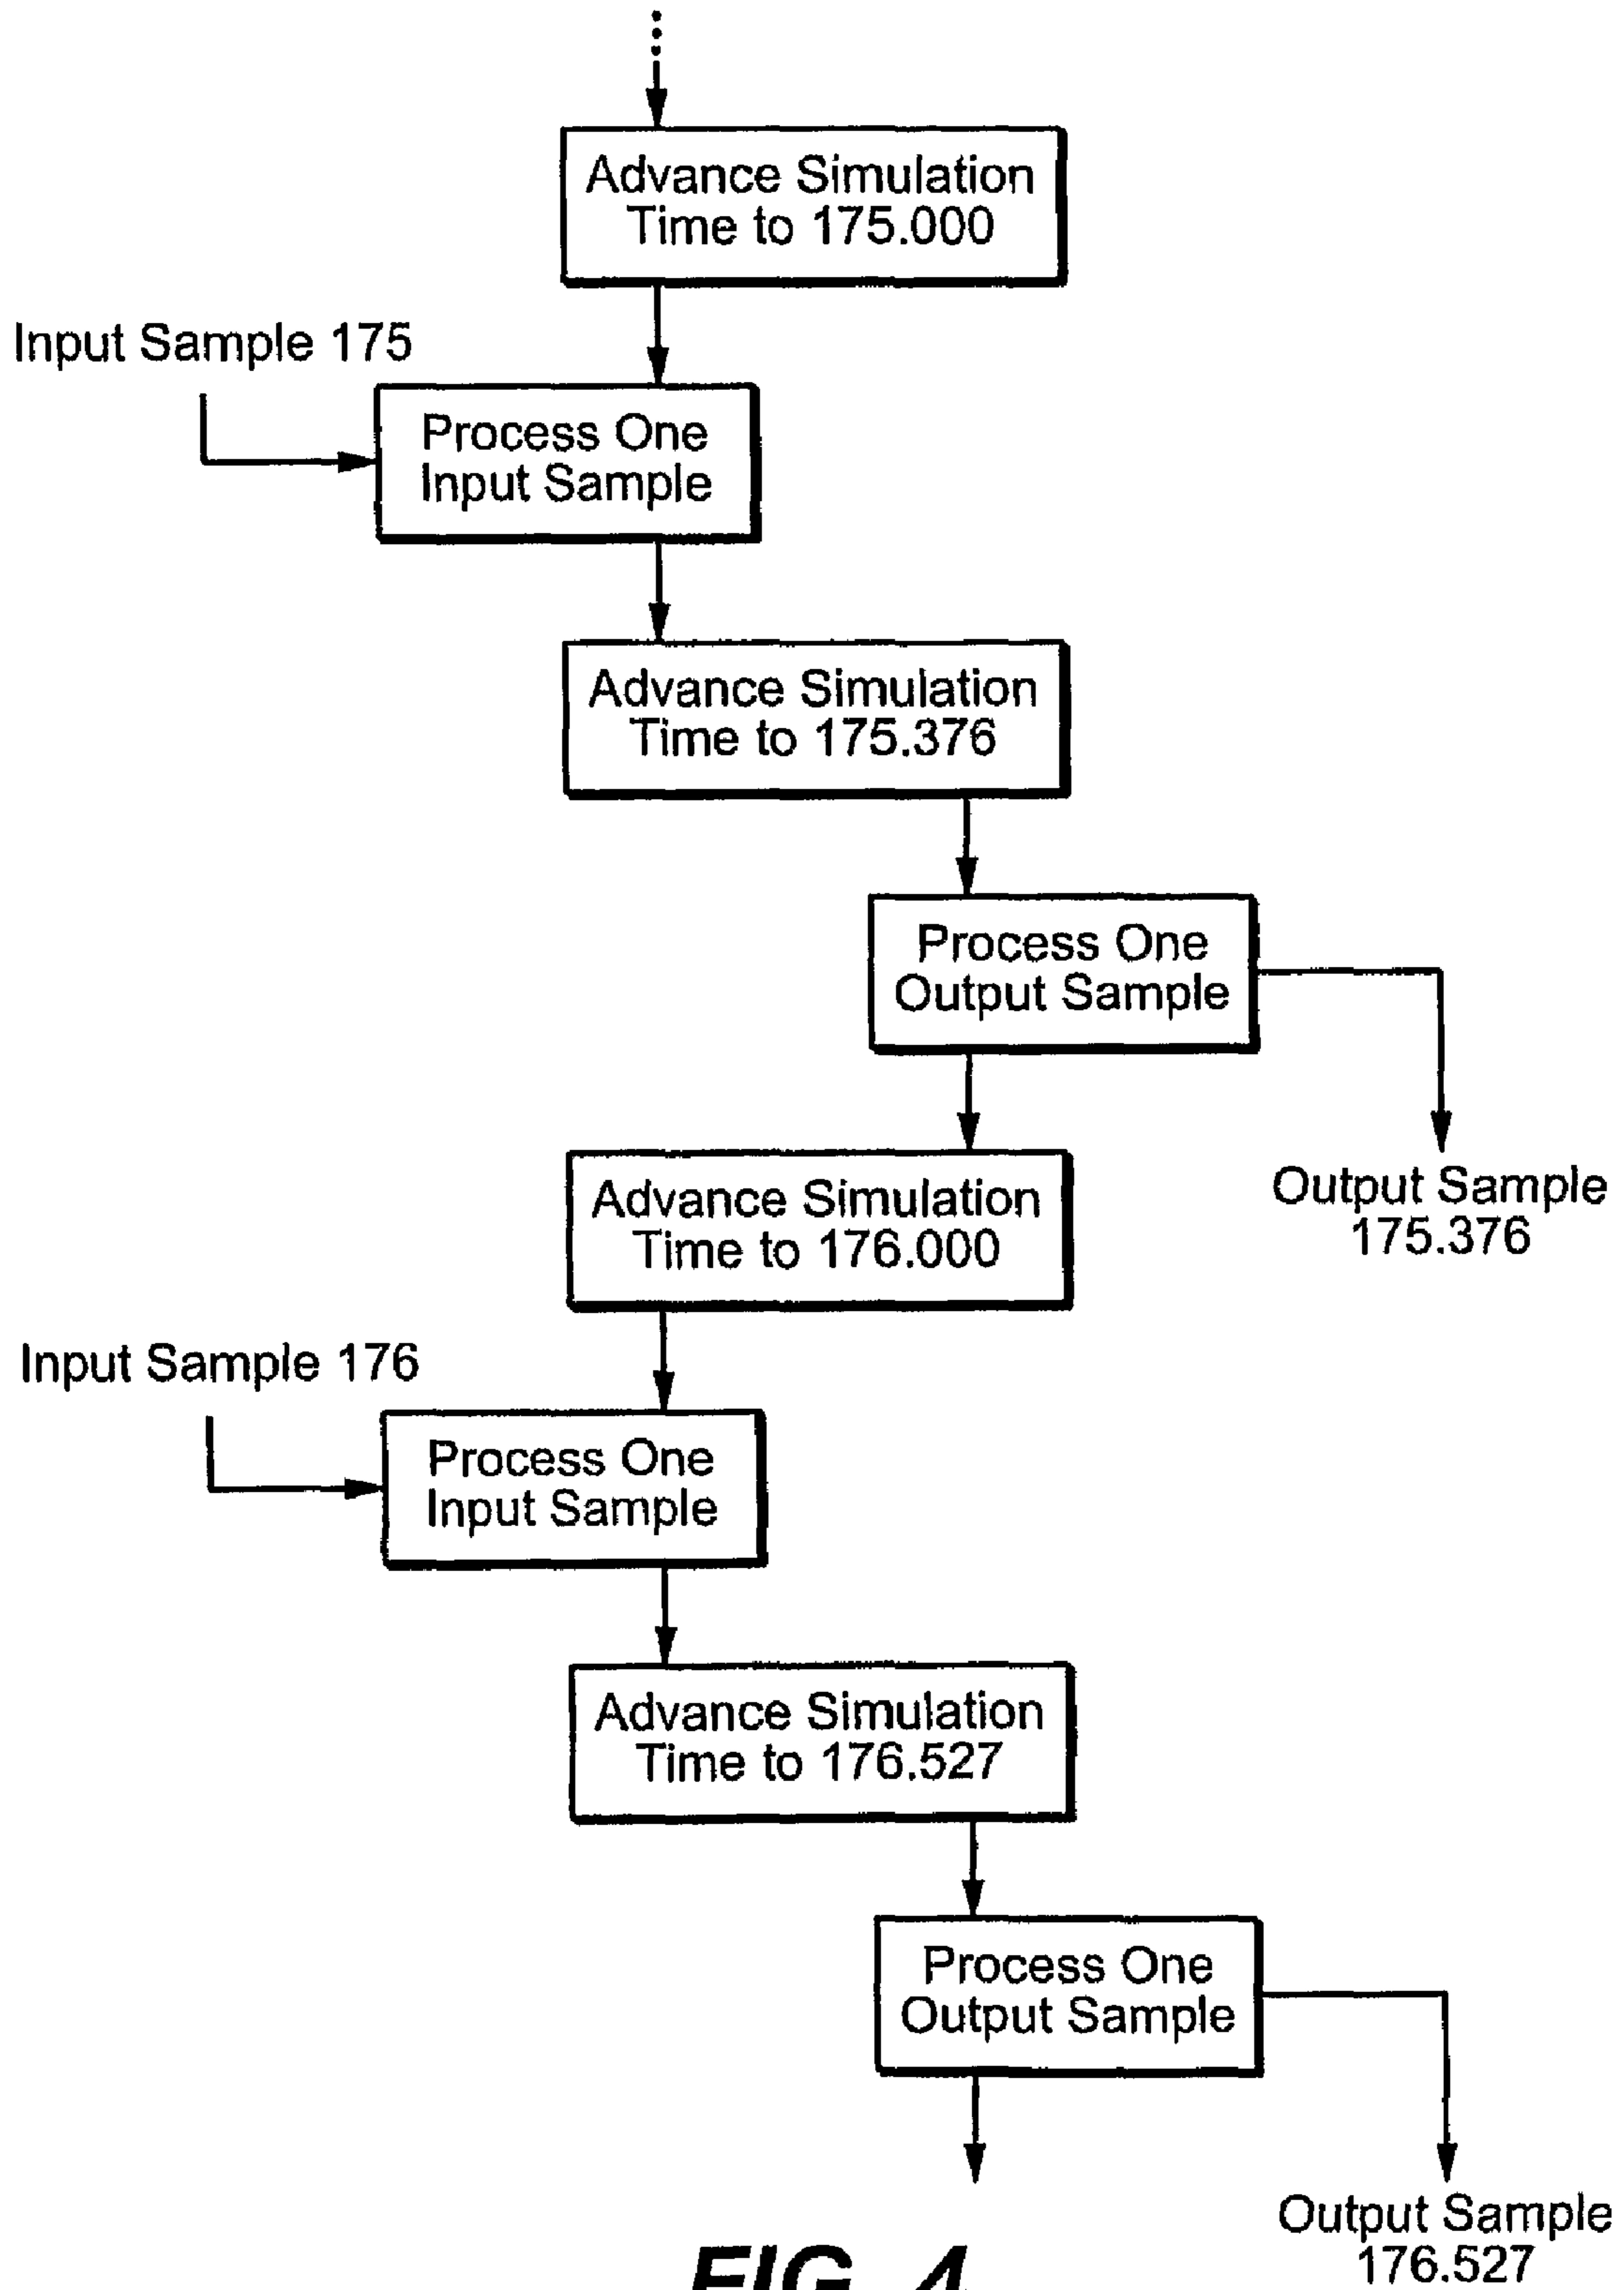 Advance Simulation
Time to 175.000
Input Sample 175
Process One
Input Sample
Advance Simulation
Time to 175.376
Process One
Output Sample
Advance Simulation
Time to 176.000
Output Sample
175.376
Input Sample 176
Process One
Input Sample
Advance Simulation
Time to 176.527
Process One
Output Sample
Output Sample
176.527
FIG. 4